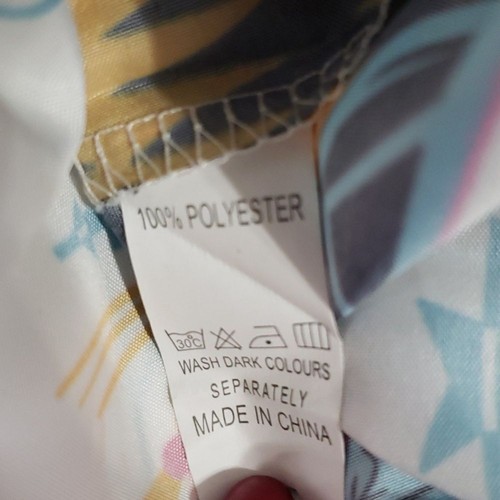 100% POLYESTER
30°C
WASH DARK COLOURS
SEPARATELY
MADE IN CHINA